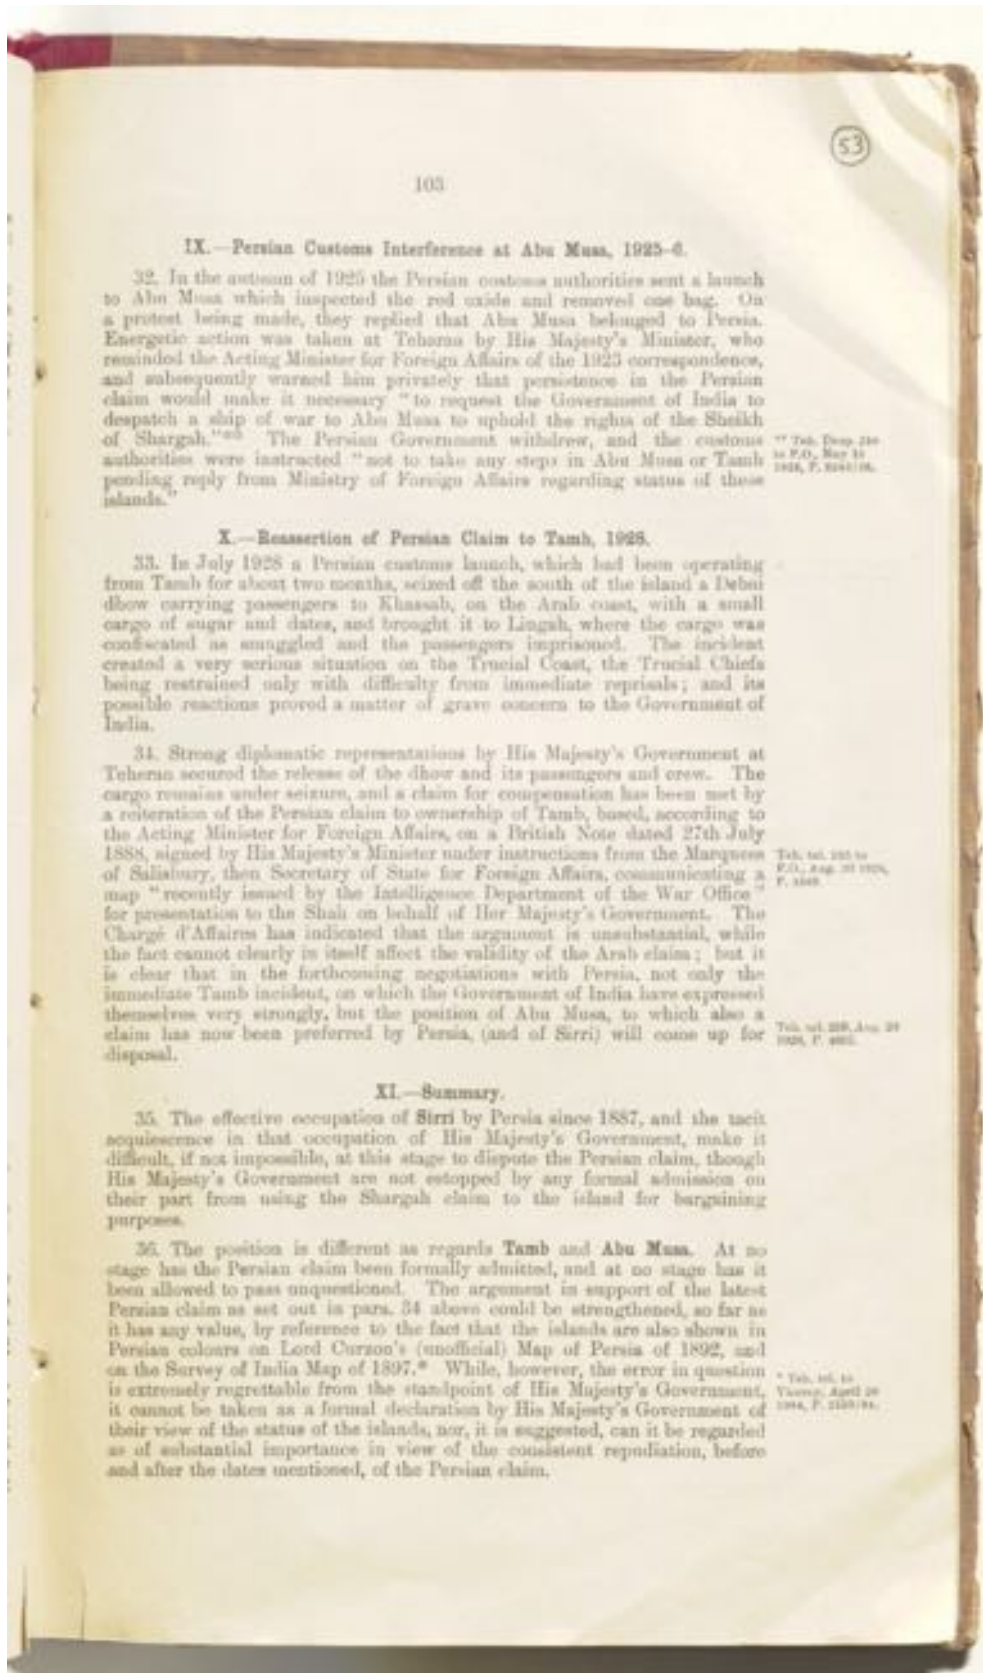 53
103
IX.—Persian Customs Interference at Abu Musa, 1925-6.
32. In the autumn of 1925 the Persian customs authorities sent a launch
to Abu Musa which inspected the red oxide and removed one bag. On
a protest being made, they replied that Abu Musa belonged to Persia.
Energetic action was taken at Teheran by His Majesty's Minister, who
reminded the Acting Minister for Foreign Affairs of the 1923 correspondence,
and subsequently warned him privately that persistence in the Persian
claim would make it necessary "to request the Government of India to
despatch a ship of war to Abu Musa to uphold the rights of the Sheikh
of Shargah." The Persian Government withdrew, and the customs
authorities were instructed "not to take any steps in Abu Musa or Tamb
pending reply from Ministry of Foreign Affairs regarding status of these
islands."
Teh. Desp.
to F.O., May
X.—Reassertion of Persian Claim to Tamb, 1928.
33. In July 1928 a Persian customs launch, which had been operating
from Tamb for about two months, seized off the south of the island a Debai
dhow carrying passengers to Khassab, on the Arab coast, with a small
cargo of sugar and dates, and brought it to Lingah, where the cargo was
confiscated as smuggled and the passengers imprisoned. The incident
created a very serious situation on the Trucial Coast, the Trucial Chiefs
being restrained only with difficulty from immediate reprisals; and its
possible reactions proved a matter of grave concern to the Government of
India.
34. Strong diplomatic representations by His Majesty's Government at
Teheran secured the release of the dhow and its passengers and crew. The
cargo remains under seizure, and a claim for compensation has been met by
a reiteration of the Persian claim to ownership of Tamb, based, according to
the Acting Minister for Foreign Affairs, on a British Note dated 27th July
1888, signed by His Majesty's Minister under instructions from the Marquess
of Salisbury, then Secretary of State for Foreign Affairs, communicating a
map "recently issued by the Intelligence Department of the War Office"
for presentation to the Shah on behalf of Her Majesty's Government. The
Chargé d'Affaires has indicated that the argument is unsubstantial, while
the fact cannot clearly in itself affect the validity of the Arab claim; but it
is clear that in the forthcoming negotiations with Persia, not only the
immediate Tamb incident, on which the Government of India have expressed
themselves very strongly, but the position of Abu Musa, to which also a
claim has now been preferred by Persia, (and of Sirri) will come up for
disposal.
Teh. tel. to
F.O., Aug.
Teh. tel. Aug.
XI.—Summary.
35. The effective occupation of Sirri by Persia since 1887, and the tacit
acquiescence in that occupation of His Majesty's Government, make it
difficult, if not impossible, at this stage to dispute the Persian claim, though
His Majesty's Government are not estopped by any formal admission on
their part from using the Shargah claim to the island for bargaining
purposes.
36. The position is different as regards Tamb and Abu Musa. At no
stage has the Persian claim been formally admitted, and at no stage has it
been allowed to pass unquestioned. The argument in support of the latest
Persian claim as set out in para. 34 above could be strengthened, so far as
it has any value, by reference to the fact that the islands are also shown in
Persian colours on Lord Curzon's (unofficial) Map of Persia of 1892, and
on the Survey of India Map of 1897.* While, however, the error in question
is extremely regrettable from the standpoint of His Majesty's Government,
it cannot be taken as a formal declaration by His Majesty's Government of
their view of the status of the islands, nor, it is suggested, can it be regarded
as of substantial importance in view of the consistent repudiation, before
and after the dates mentioned, of the Persian claim.
* Teh. tel. to
Viceroy, April